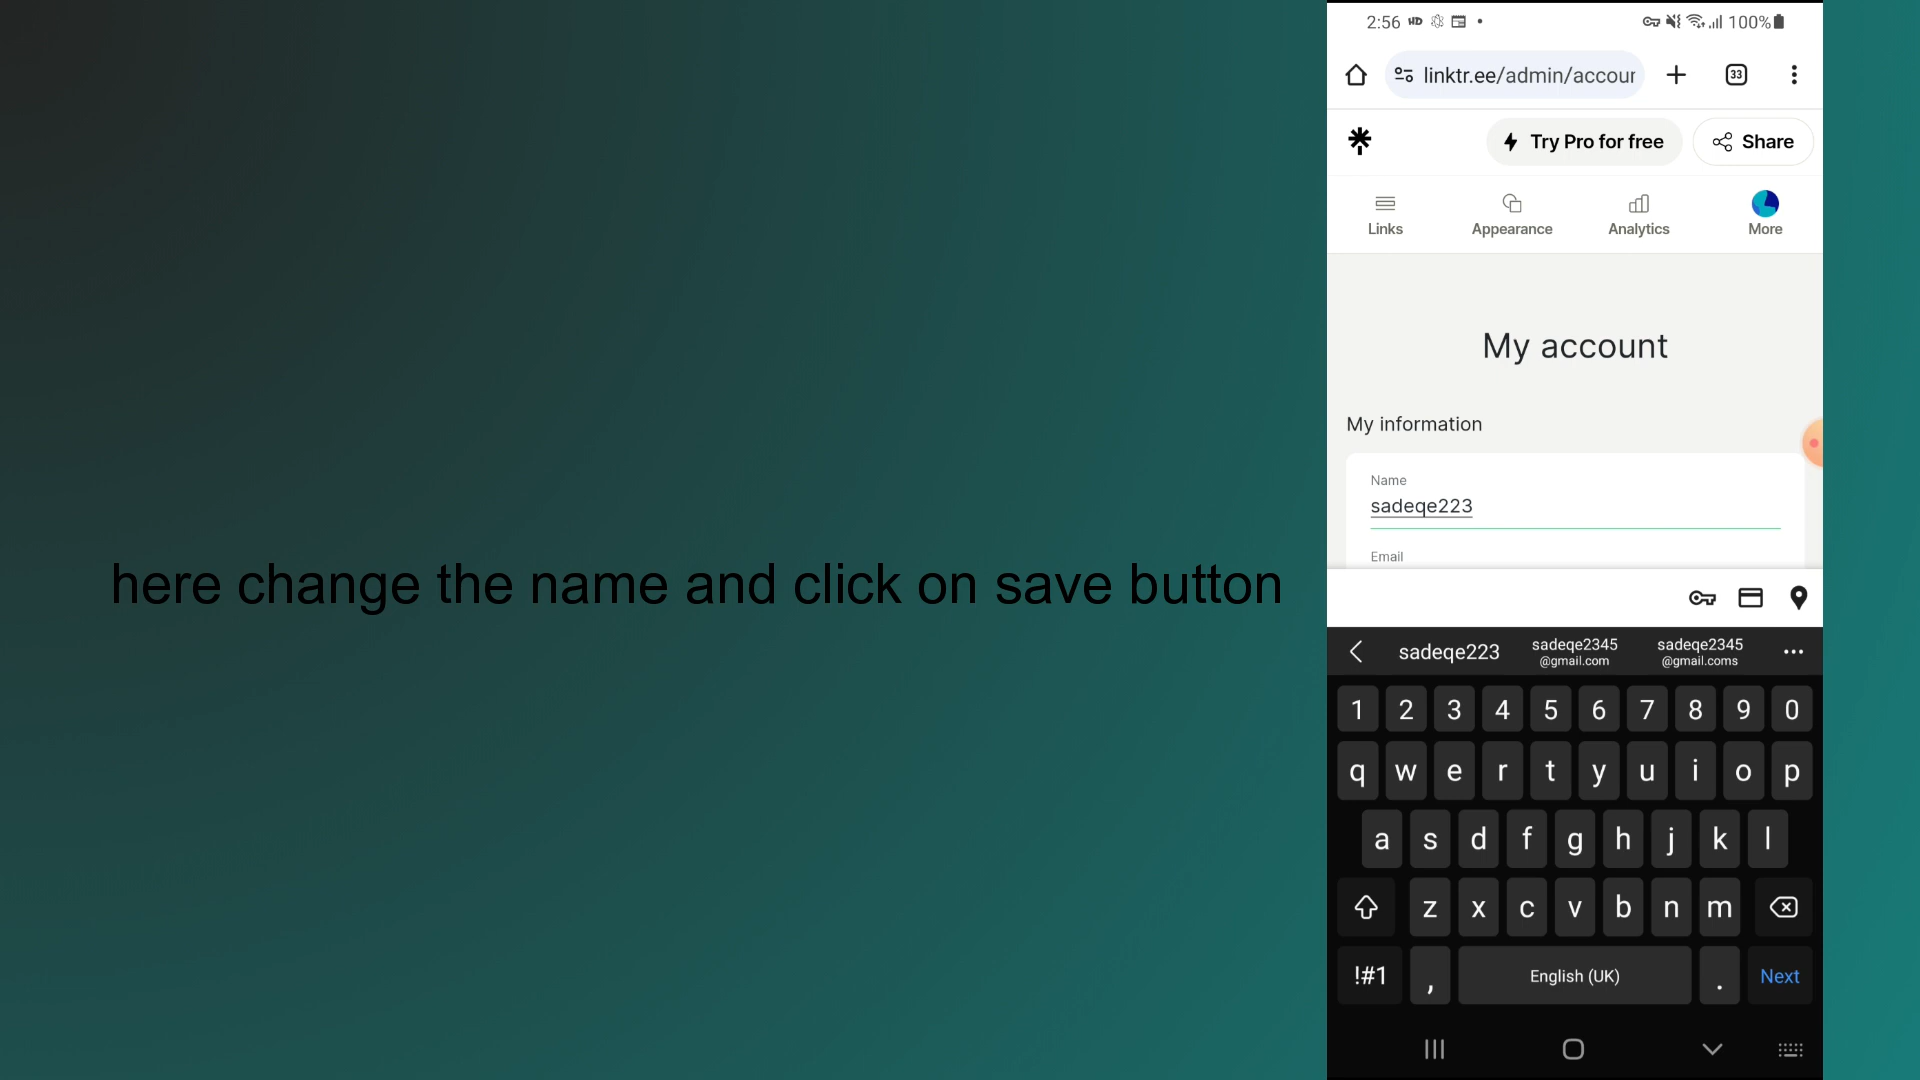 here change the name and click on save button
2:56
100%
linktr.ee/admin/accour
33
Try Pro for free
Share
Links
Appearance
Analytics
More
My account
My information
Name
sadeqe223
Email
sadeqe223
sadeqe2345
@gmail.com
sadeqe2345
@gmail.coms
1 2 3 4 5 6 7 8 9 0
q w e r t y u i o p
a s d f g h j k l
z x c v b n m
!#1 , English (UK) . Next